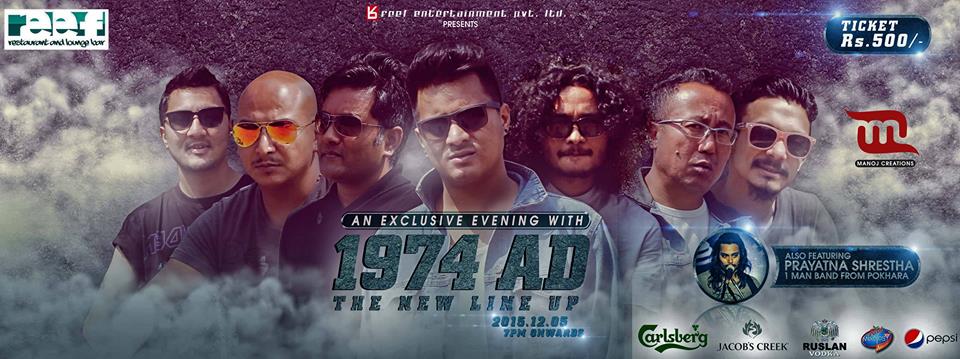 reef
restaurant and lounge bar
reef entertainment pvt. ltd.
PRESENTS
TICKET
Rs.500/-
MANOJ CREATIONS
AN EXCLUSIVE EVENING WITH
1974 AD
THE NEW LINE UP
2015.12.05
7PM ONWARDS
ALSO FEATURING
PRAYATNA SHRESTHA
1 MAN BAND FROM POKHARA
Carlsberg
JACOB'S CREEK
RUSLAN
VODKA
pepsi